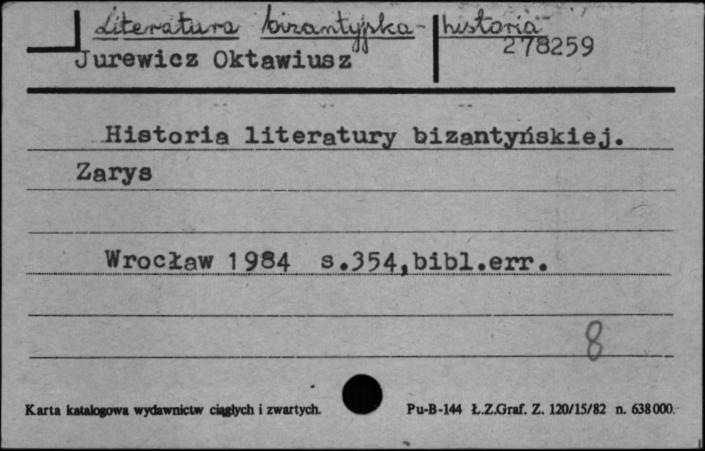 Literatura bizantyjska - historia
278259
Jurewicz Oktawiusz
Historia literatury bizantyńskiej.
Zarys
Wrocław 1984 s.354,bibl.err.
8
Karta katalogowa wydawnictw ciągłych i zwartych.
Pu-B-144 Ł.Z.Graf. Z. 120/15/82 n. 638000.